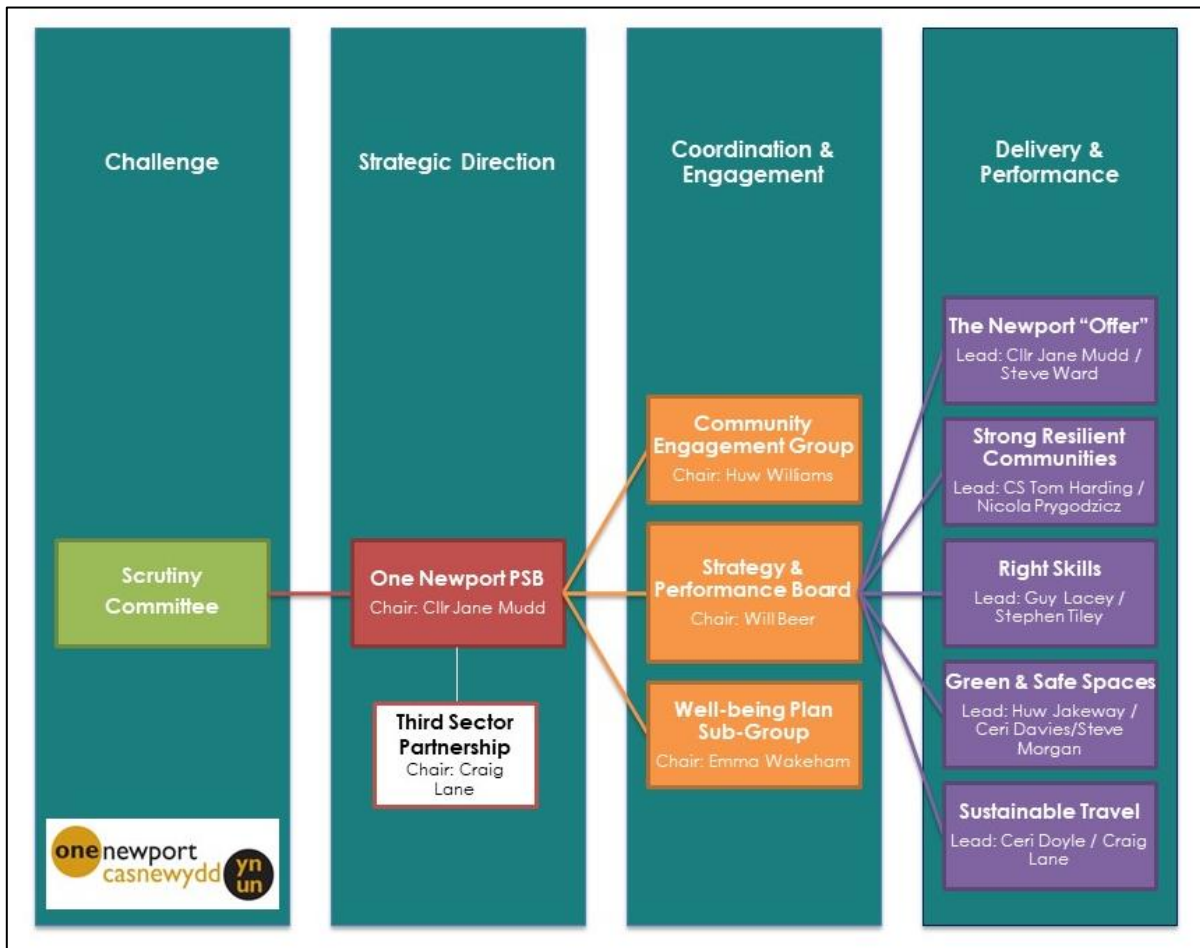 Challenge
Scrutiny
Committee
one newport
casnewydd yn
un
Strategic Direction
One Newport PSB
Chair: Cllr Jane Mudd
Third Sector
Partnership
Chair: Craig
Lane
Coordination &
Engagement
Community
Engagement Group
Chair: Huw Williams
Strategy &
Performance Board
Chair: Will Beer
Well-being Plan
Sub-Group
Chair: Emma Wakeham
Delivery &
Performance
The Newport “Offer”
Lead: Cllr Jane Mudd /
Steve Ward
Strong Resilient
Communities
Lead: CS Tom Harding /
Nicola Prygodzicz
Right Skills
Lead: Guy Lacey /
Stephen Tiley
Green & Safe Spaces
Lead: Huw Jakeway /
Ceri Davies/Steve
Morgan
Sustainable Travel
Lead: Ceri Doyle / Craig
Lane